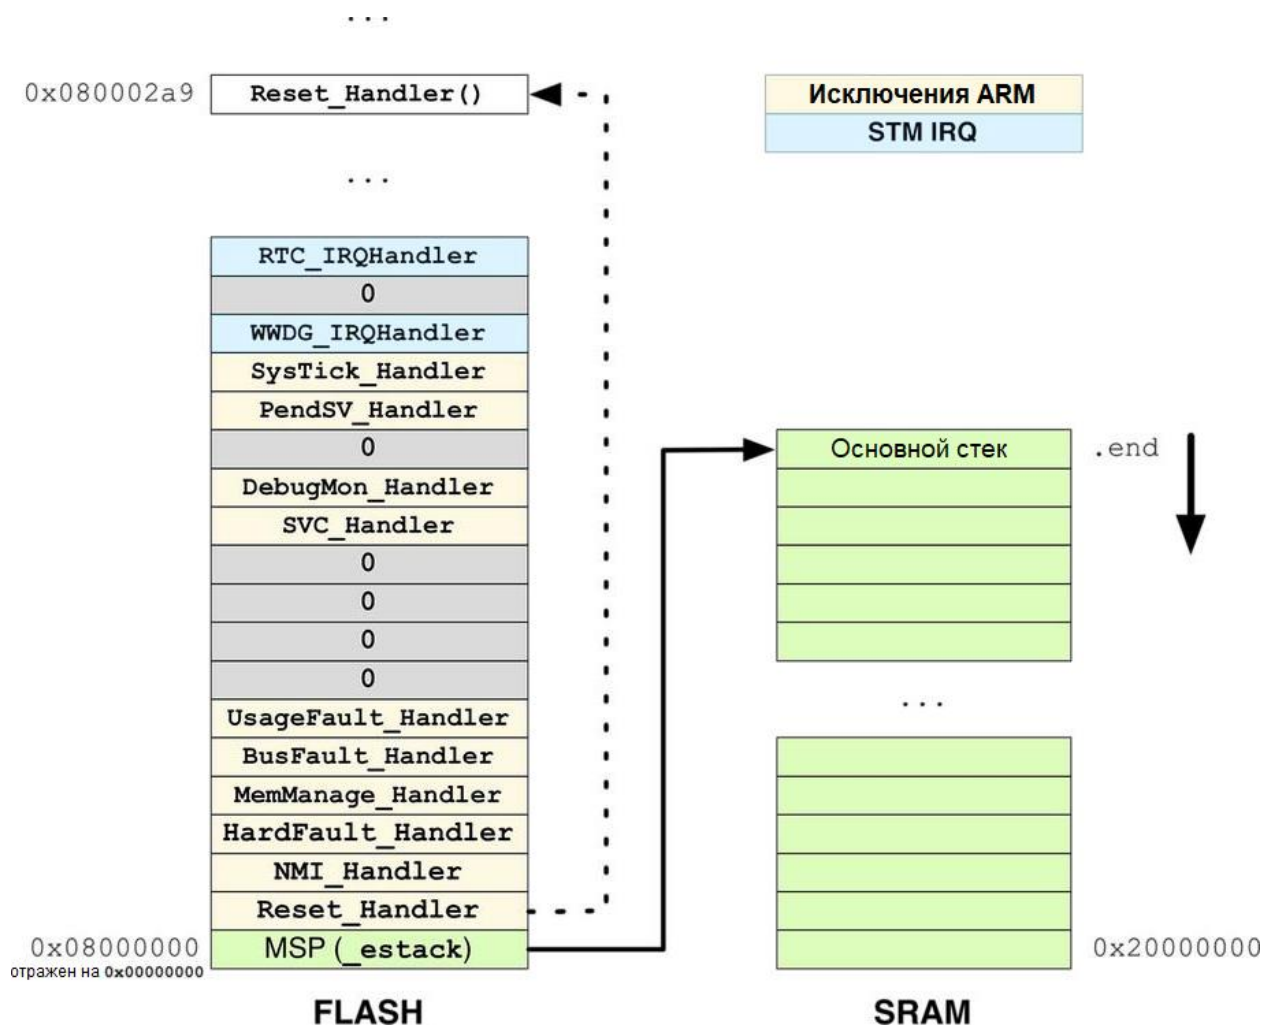 ...
0x080002a9
Reset_Handler()
Исключения ARM
STM IRQ
...
RTC_IRQHandler
0
WWDG_IRQHandler
SysTick_Handler
PendSV_Handler
0
DebugMon_Handler
SVC_Handler
0
0
0
0
UsageFault_Handler
BusFault_Handler
MemManage_Handler
HardFault_Handler
NMI_Handler
Reset_Handler
0x08000000
MSP (_estack)
отражен на 0x00000000
FLASH
Основной стек
.end
...
0x20000000
SRAM